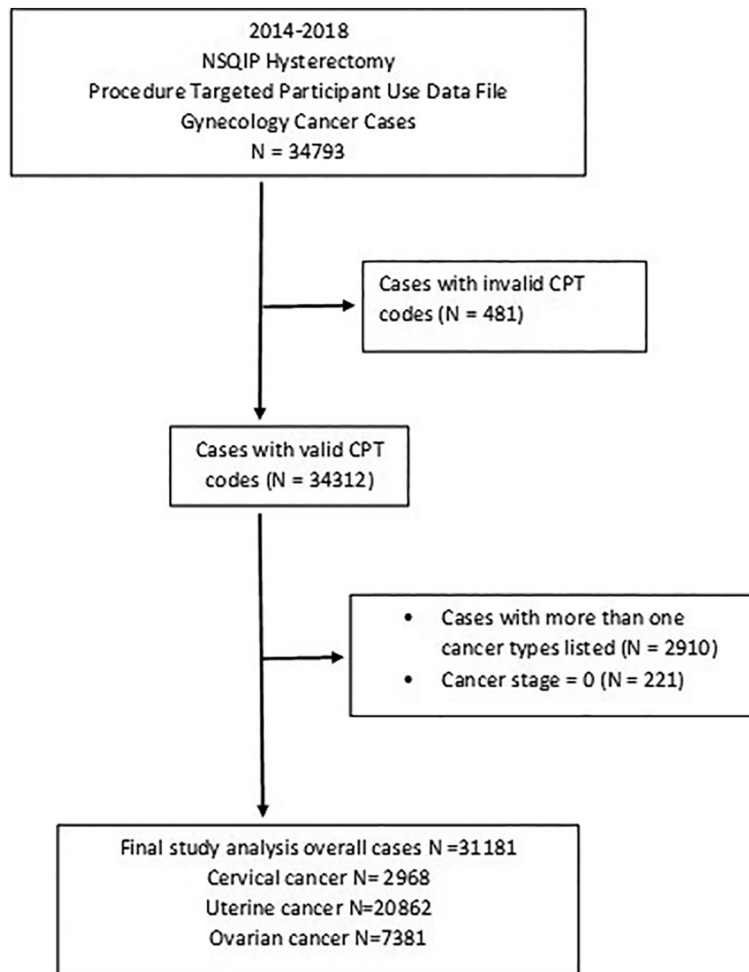 2014-2018
NSQIP Hysterectomy
Procedure Targeted Participant Use Data File
Gynecology Cancer Cases
N = 34793
Cases with invalid CPT
codes (N = 481)
Cases with valid CPT
codes (N = 34312)
• Cases with more than one
cancer types listed (N = 2910)
• Cancer stage = 0 (N = 221)
Final study analysis overall cases N =31181
Cervical cancer N= 2968
Uterine cancer N=20862
Ovarian cancer N=7381